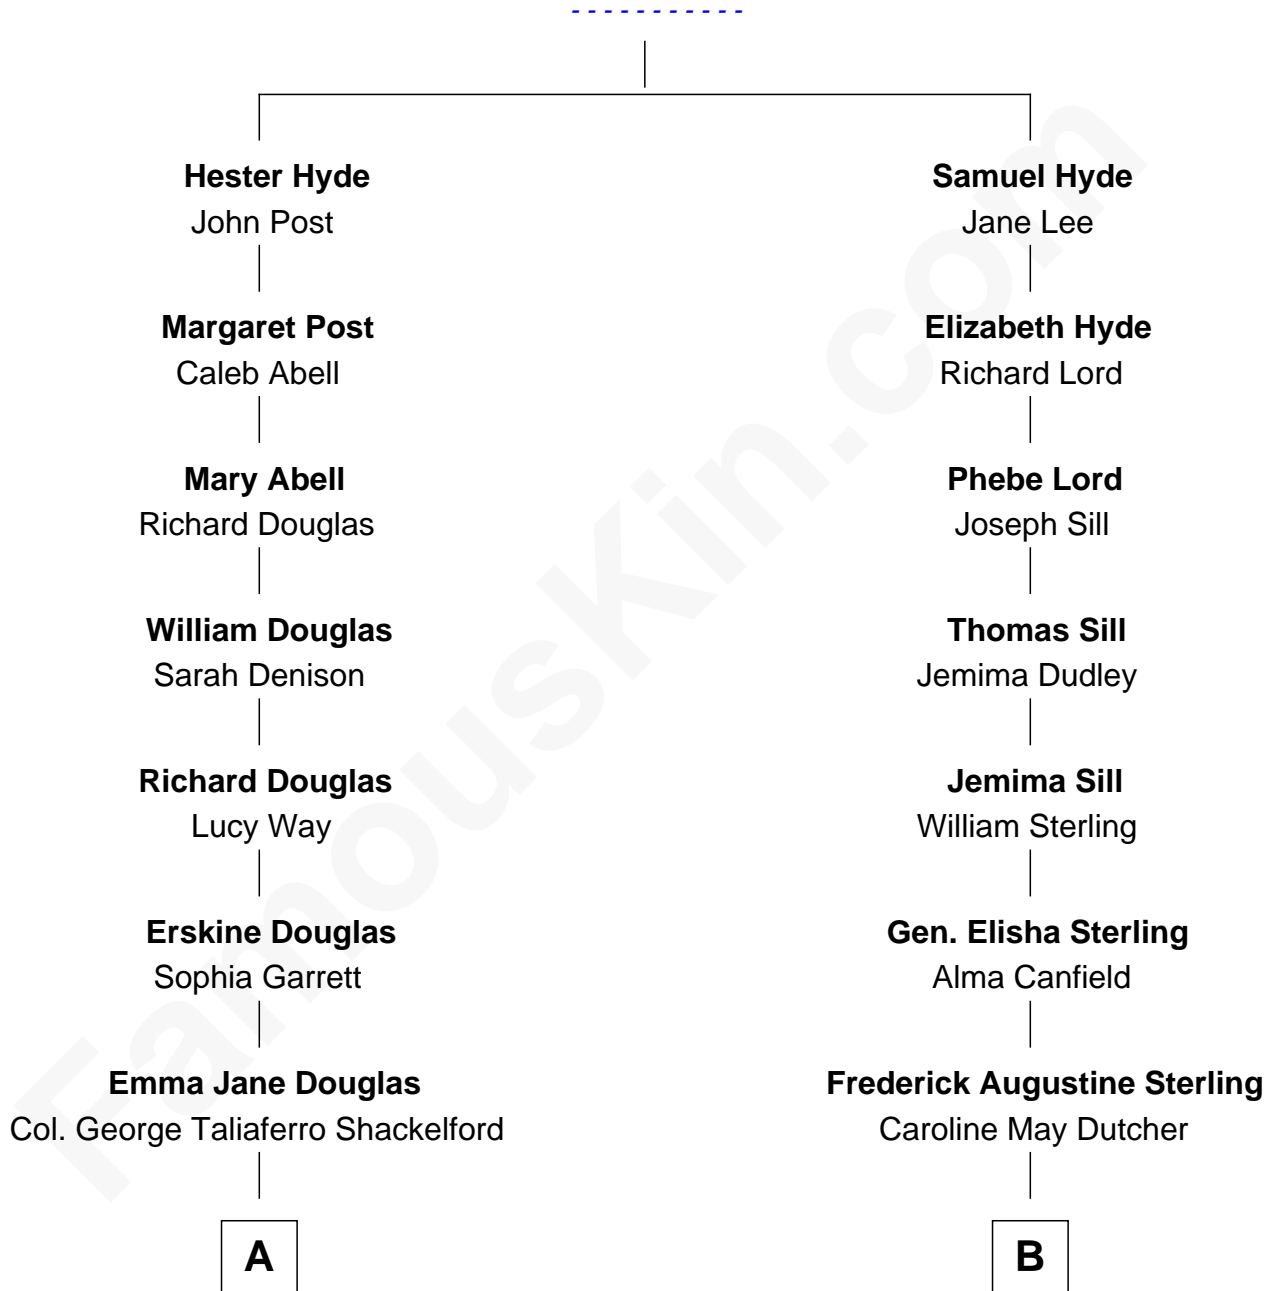 - - - - - - - - - - -
Hester Hyde
John Post
Samuel Hyde
Jane Lee
Margaret Post
Caleb Abell
Elizabeth Hyde
Richard Lord
Mary Abell
Richard Douglas
Phebe Lord
Joseph Sill
William Douglas
Sarah Denison
Thomas Sill
Jemima Dudley
Richard Douglas
Lucy Way
Jemima Sill
William Sterling
Erskine Douglas
Sophia Garrett
Gen. Elisha Sterling
Alma Canfield
Emma Jane Douglas
Col. George Taliaferro Shackelford
Frederick Augustine Sterling
Caroline May Dutcher
A
B
FamousKin.com